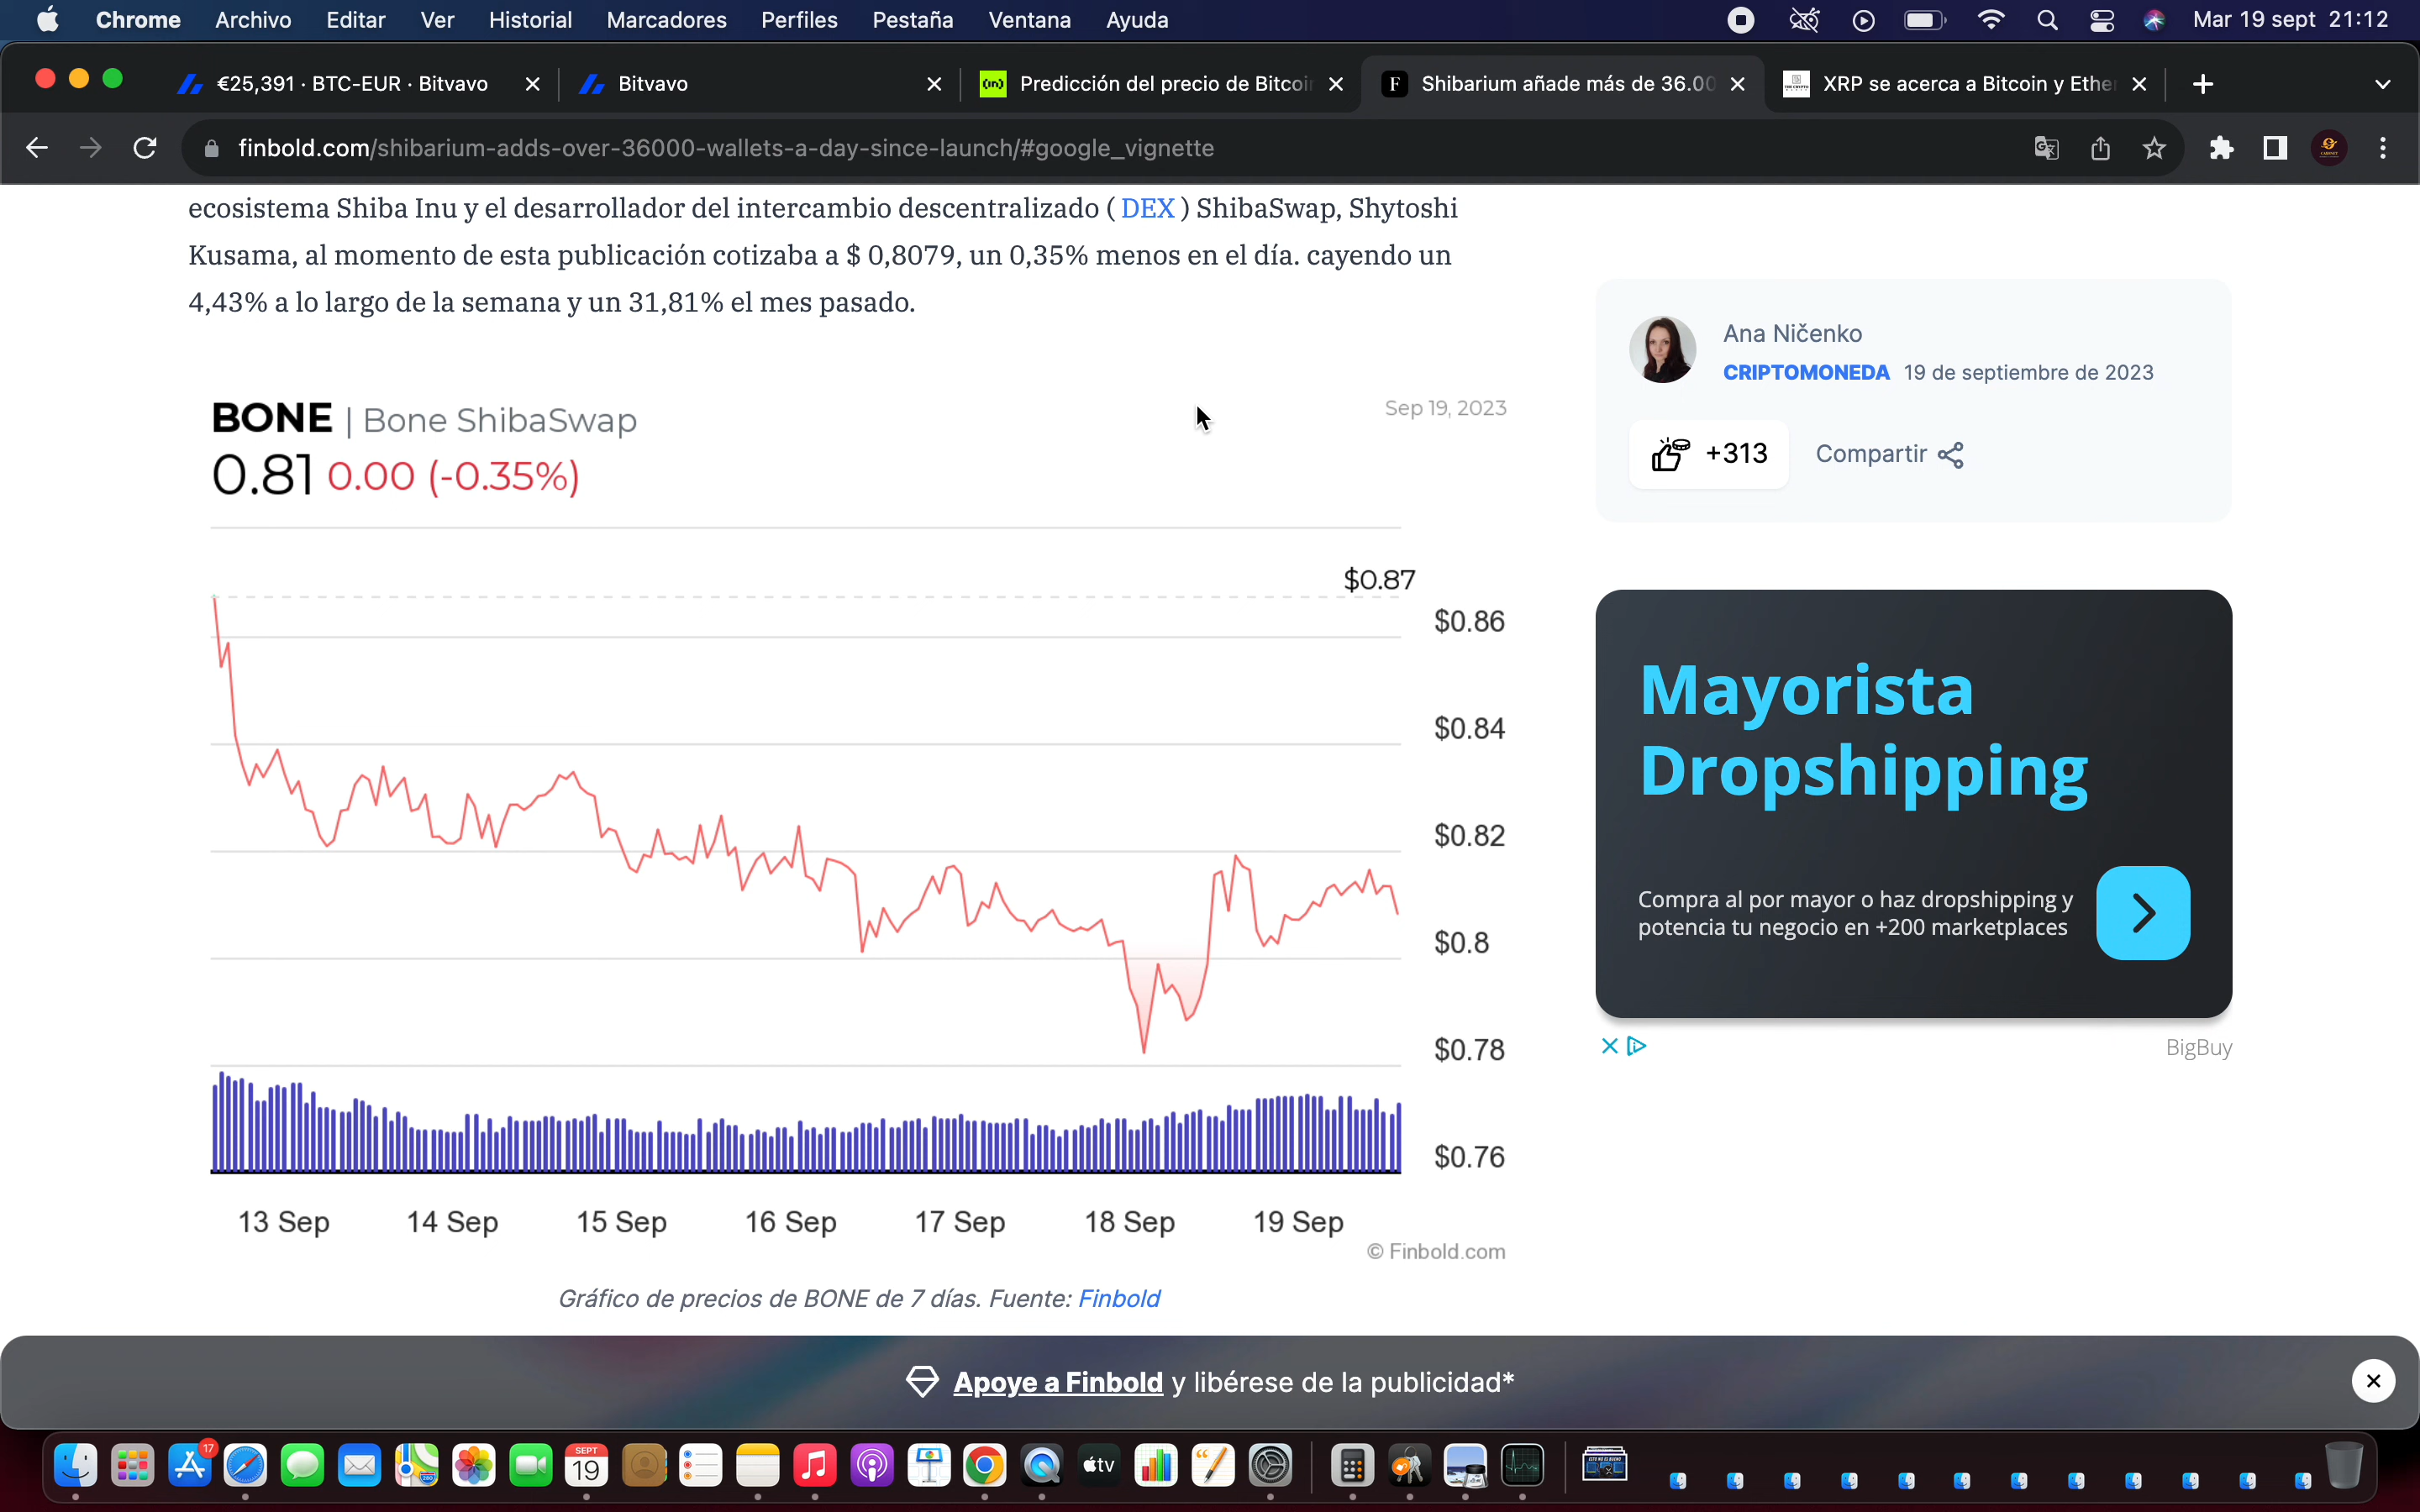 Chrome Archivo Editar Ver Historial Marcadores Perfiles Pestaña Ventana Ayuda Mar 19 sept 21:12
€25,391 · BTC-EUR · Bitvavo
Bitvavo
Predicción del precio de Bitcoi
Shibarium añade más de 36.00
XRP se acerca a Bitcoin y Ether
finbold.com/shibarium-adds-over-36000-wallets-a-day-since-launch/#google_vignette
ecosistema Shiba Inu y el desarrollador del intercambio descentralizado ( DEX ) ShibaSwap, Shytoshi
Kusama, al momento de esta publicación cotizaba a $ 0,8079, un 0,35% menos en el día. cayendo un
4,43% a lo largo de la semana y un 31,81% el mes pasado.
BONE | Bone ShibaSwap
Sep 19, 2023
0.81 0.00 (-0.35%)
$0.87
$0.86
$0.84
$0.82
$0.8
$0.78
$0.76
13 Sep 14 Sep 15 Sep 16 Sep 17 Sep 18 Sep 19 Sep
© Finbold.com
Gráfico de precios de BONE de 7 días. Fuente: Finbold
Ana Ničenko
CRIPTOMONEDA 19 de septiembre de 2023
+313 Compartir
Mayorista
Dropshipping
Compra al por mayor o haz dropshipping y
potencia tu negocio en +200 marketplaces
BigBuy
Apoye a Finbold y libérese de la publicidad*
17
SEPT
19
tv